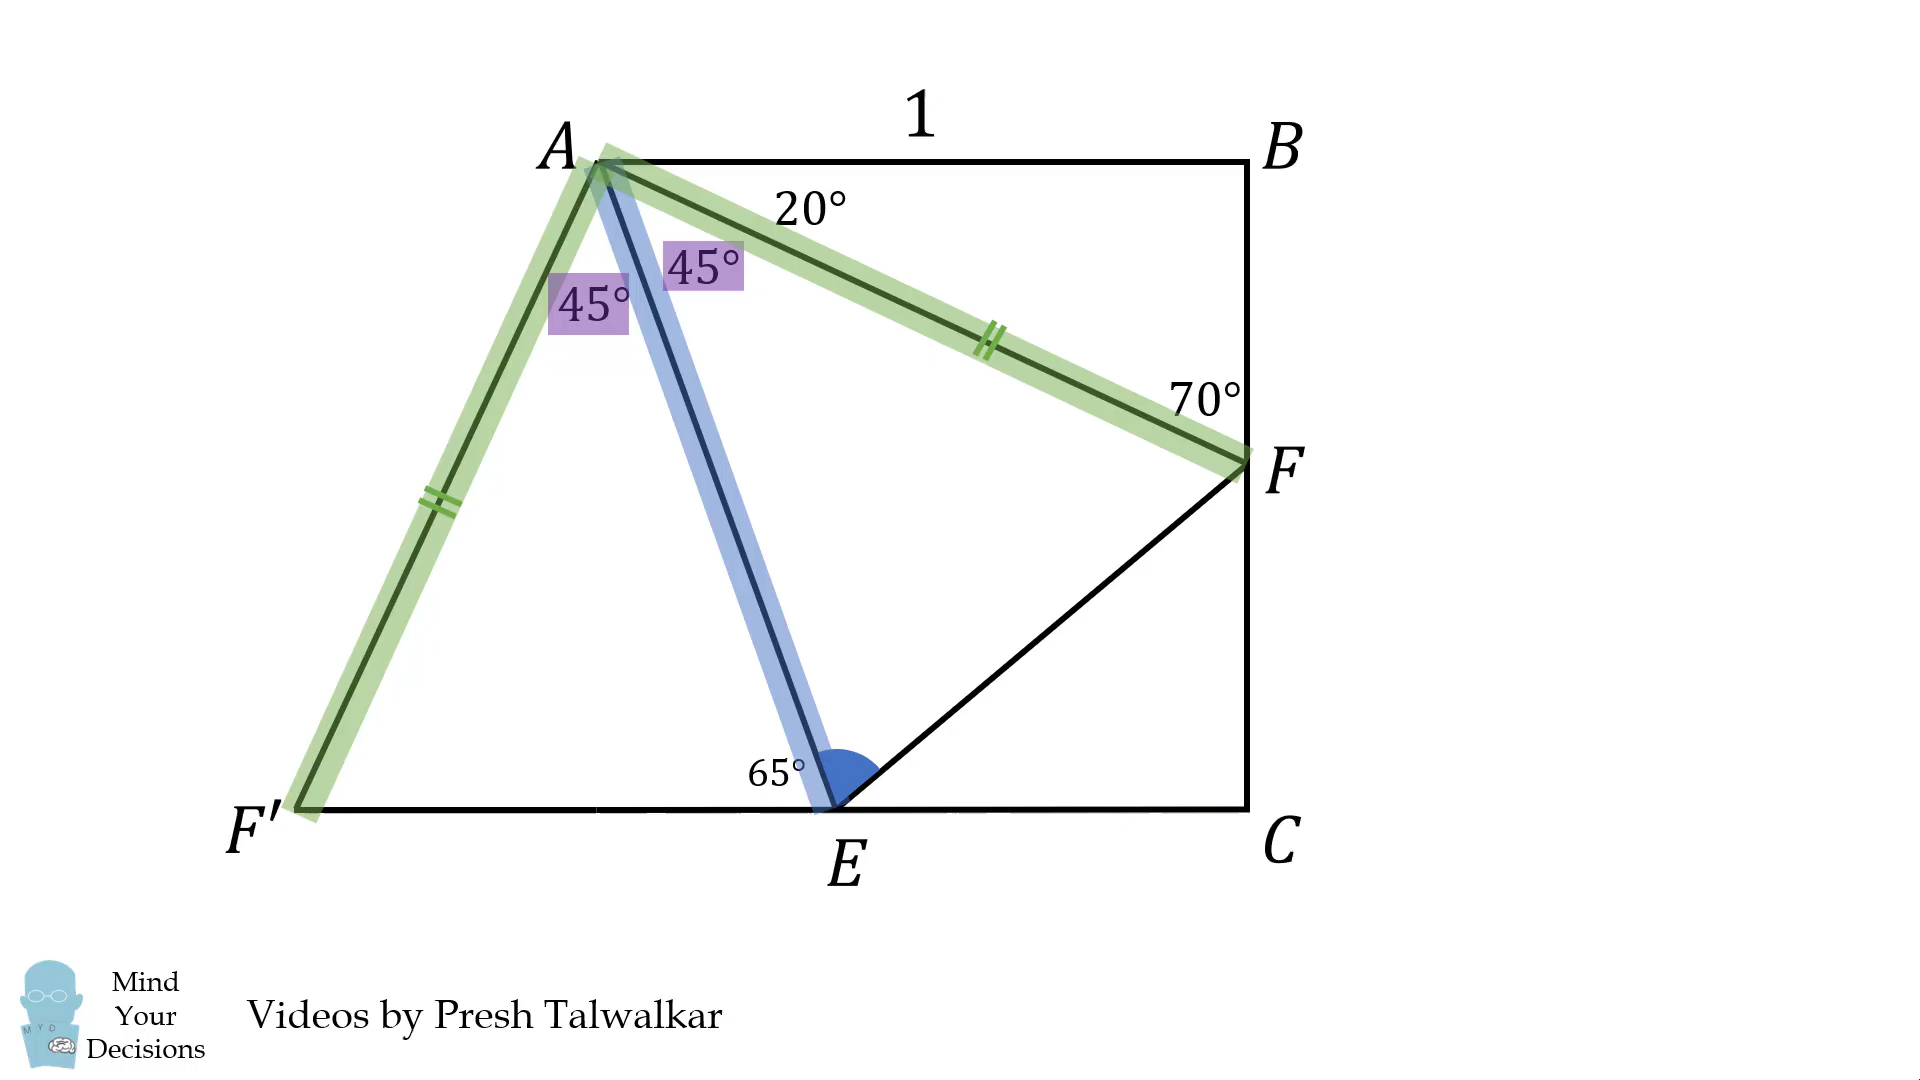 1
A
B
20°
45°
45°
70°
F
65°
F′
E
C
M Y D
Mind
Your
Decisions
Videos by Presh Talwalkar